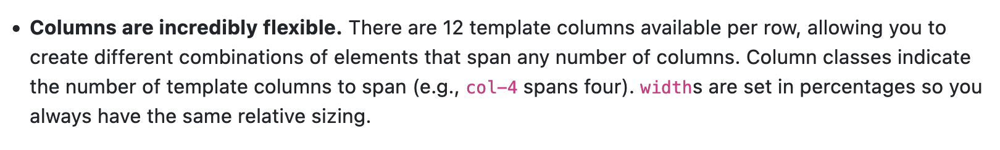 • Columns are incredibly flexible. There are 12 template columns available per row, allowing you to
create different combinations of elements that span any number of columns. Column classes indicate
the number of template columns to span (e.g., col-4 spans four). widths are set in percentages so you
always have the same relative sizing.